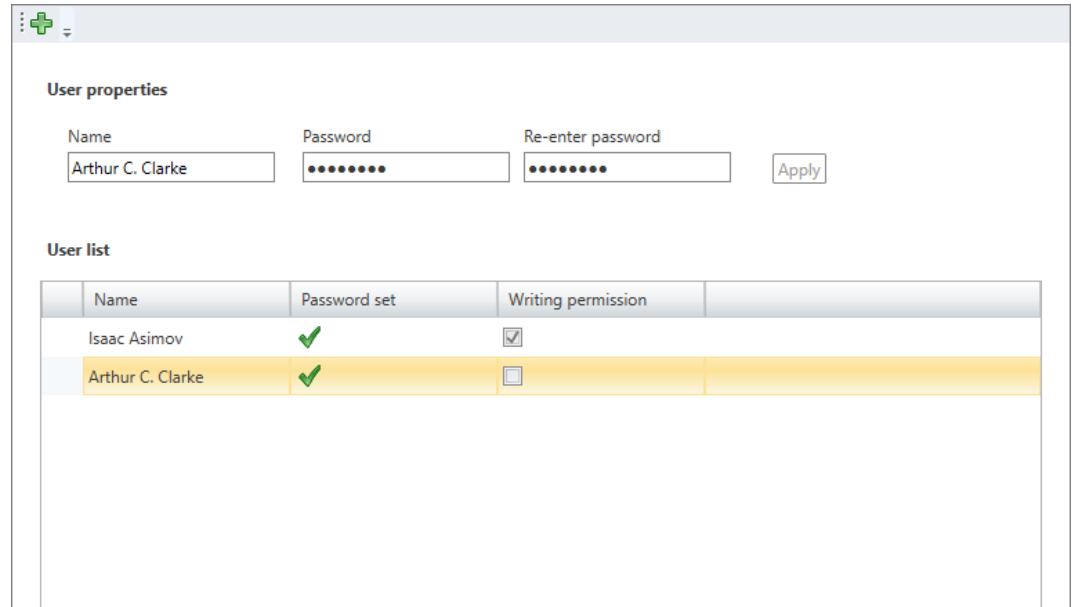 User properties
Name Password Re-enter password
Arthur C. Clarke •••••••• •••••••• Apply
User list
Name Password set Writing permission
Isaac Asimov
Arthur C. Clarke